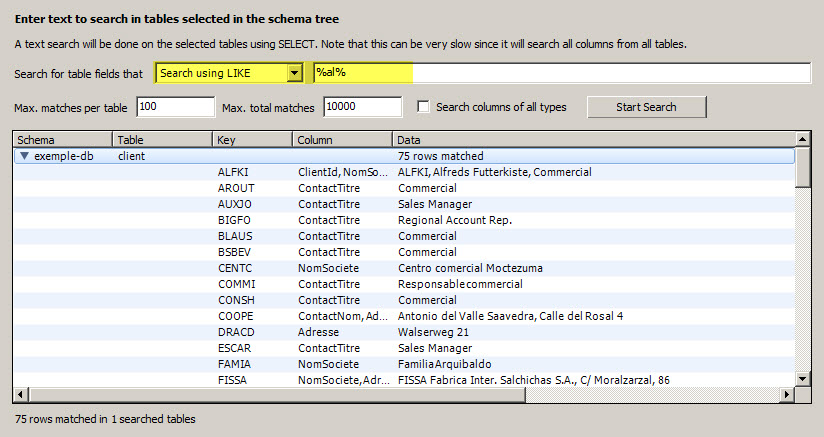 Enter text to search in tables selected in the schema tree
A text search will be done on the selected tables using SELECT. Note that this can be very slow since it will search all columns from all tables.
Search for table fields that Search using LIKE %al%
Max. matches per table 100 Max. total matches 10000 Search columns of all types Start Search
Schema Table Key Column Data
exemple-db client 75 rows matched
ALFKI ClientId, NomSo... ALFKI, Alfreds Futterkiste, Commercial
AROUT ContactTitre Commercial
AUXJO ContactTitre Sales Manager
BIGFO ContactTitre Regional Account Rep.
BLAUS ContactTitre Commercial
BSBEV ContactTitre Commercial
CENTC NomSociete Centro comercial Moctezuma
COMMI ContactTitre Responsable commercial
CONSH ContactTitre Commercial
COOPE ContactNom, Ad... Antonio del Valle Saavedra, Calle del Rosal 4
DRACD Adresse Walserweg 21
ESCAR ContactTitre Sales Manager
FAMIA NomSociete Familia Arquibaldo
FISSA NomSociete, Adr... FISSA Fabrica Inter. Salchichas S.A., C/ Moralzarzal, 86
75 rows matched in 1 searched tables